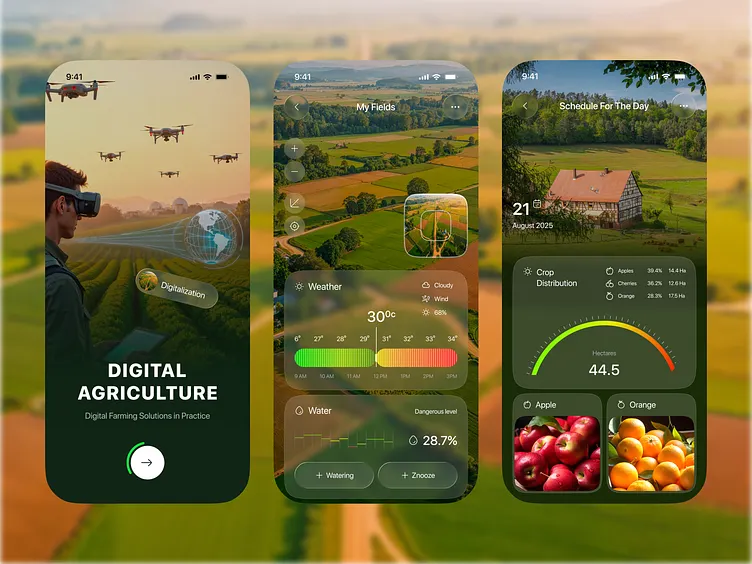 9:41
Digitalization
DIGITAL
AGRICULTURE
Digital Farming Solutions in Practice
9:41
My Fields
Weather
Cloudy
Wind
68%
30⁰c
6° 27° 28° 29° 31° 32° 33° 34°
9 AM 10 AM 11 AM 12 PM 1PM 2PM 3PM
Water
Dangerous level
28.7%
+ Watering
+ Znooze
9:41
Schedule For The Day
21
August 2025
Crop
Distribution
Apples 39.4% 14.4 Ha
Cherries 36.2% 12.6 Ha
Orange 28.3% 17.5 Ha
Hectares
44.5
Apple
Orange